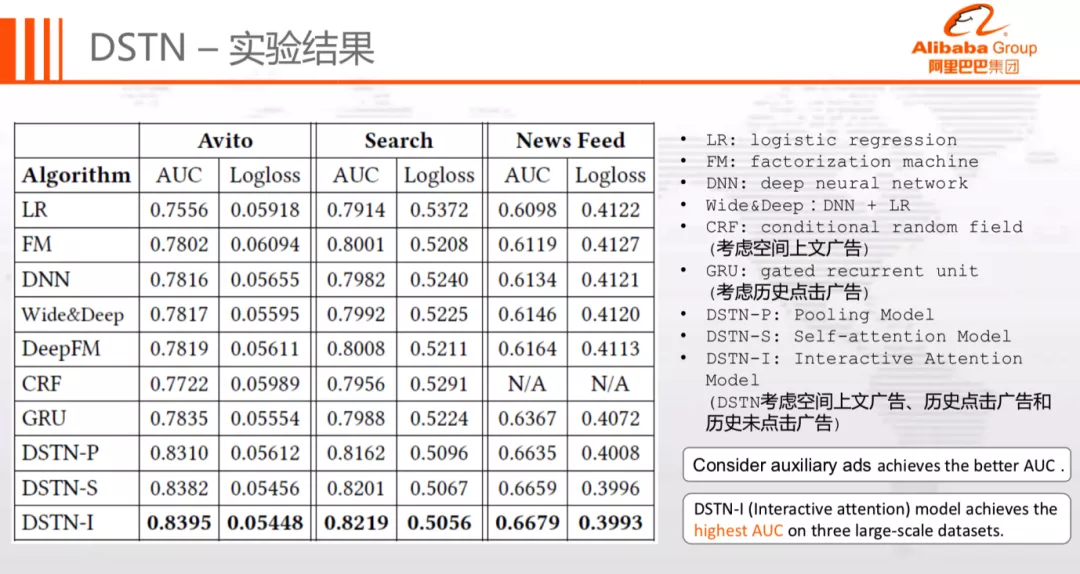 DSTN – 实验结果
Alibaba Group
阿里巴巴集团
Avito Search News Feed
Algorithm AUC Logloss AUC Logloss AUC Logloss
LR 0.7556 0.05918 0.7914 0.5372 0.6098 0.4122
FM 0.7802 0.06094 0.8001 0.5208 0.6119 0.4127
DNN 0.7816 0.05655 0.7982 0.5240 0.6134 0.4121
Wide&Deep 0.7817 0.05595 0.7992 0.5225 0.6146 0.4120
DeepFM 0.7819 0.05611 0.8008 0.5211 0.6164 0.4113
CRF 0.7722 0.05989 0.7956 0.5291 N/A N/A
GRU 0.7835 0.05554 0.7988 0.5224 0.6367 0.4072
DSTN-P 0.8310 0.05612 0.8162 0.5096 0.6635 0.4008
DSTN-S 0.8382 0.05456 0.8201 0.5067 0.6659 0.3996
DSTN-I 0.8395 0.05448 0.8219 0.5056 0.6679 0.3993
• LR: logistic regression
• FM: factorization machine
• DNN: deep neural network
• Wide&Deep：DNN + LR
• CRF: conditional random field
(考虑空间上文广告)
• GRU: gated recurrent unit
(考虑历史点击广告)
• DSTN-P: Pooling Model
• DSTN-S: Self-attention Model
• DSTN-I: Interactive Attention
Model
(DSTN考虑空间上文广告、历史点击广告和
历史未点击广告)
Consider auxiliary ads achieves the better AUC .
DSTN-I (Interactive attention) model achieves the
highest AUC on three large-scale datasets.